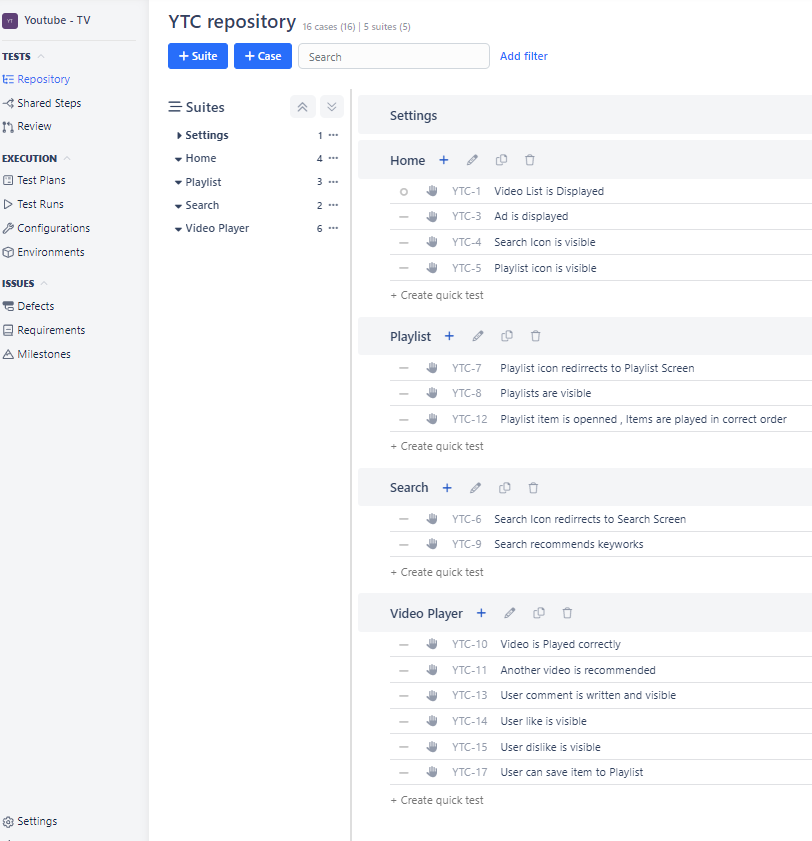 YT Youtube - TV
TESTS
Repository
Shared Steps
Review
EXECUTION
Test Plans
Test Runs
Configurations
Environments
ISSUES
Defects
Requirements
Milestones
Settings
YTC repository 16 cases (16) | 5 suites (5)
+ Suite + Case Search Add filter
Suites
Settings 1 ···
Home 4 ···
Playlist 3 ···
Search 2 ···
Video Player 6 ···
Settings
Home +
YTC-1 Video List is Displayed
YTC-3 Ad is displayed
YTC-4 Search Icon is visible
YTC-5 Playlist icon is visible
+ Create quick test
Playlist +
YTC-7 Playlist icon redirrects to Playlist Screen
YTC-8 Playlists are visible
YTC-12 Playlist item is openned , Items are played in correct order
+ Create quick test
Search +
YTC-6 Search Icon redirrects to Search Screen
YTC-9 Search recommends keyworks
+ Create quick test
Video Player +
YTC-10 Video is Played correctly
YTC-11 Another video is recommended
YTC-13 User comment is written and visible
YTC-14 User like is visible
YTC-15 User dislike is visible
YTC-17 User can save item to Playlist
+ Create quick test